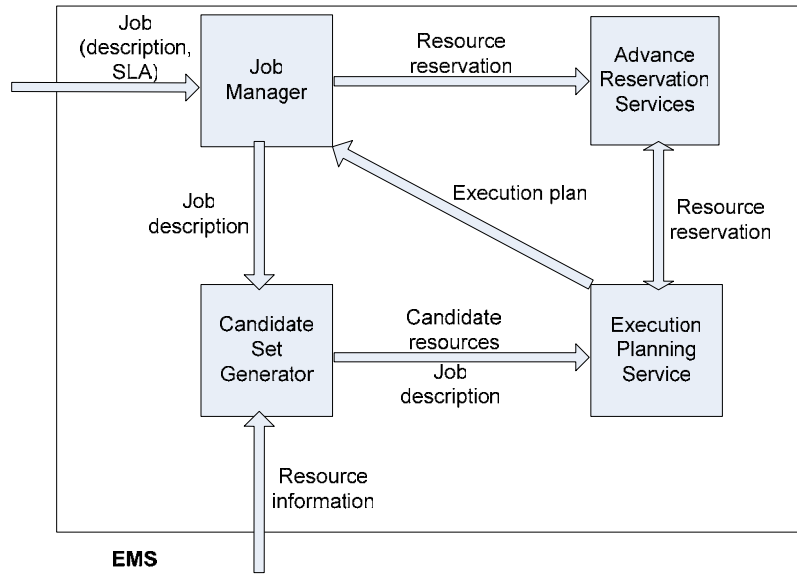 Job
(description,
SLA)
Job
Manager
Resource
reservation
Advance
Reservation
Services
Job
description
Execution plan
Resource
reservation
Candidate
Set
Generator
Candidate
resources
Job
description
Execution
Planning
Service
Resource
information
EMS